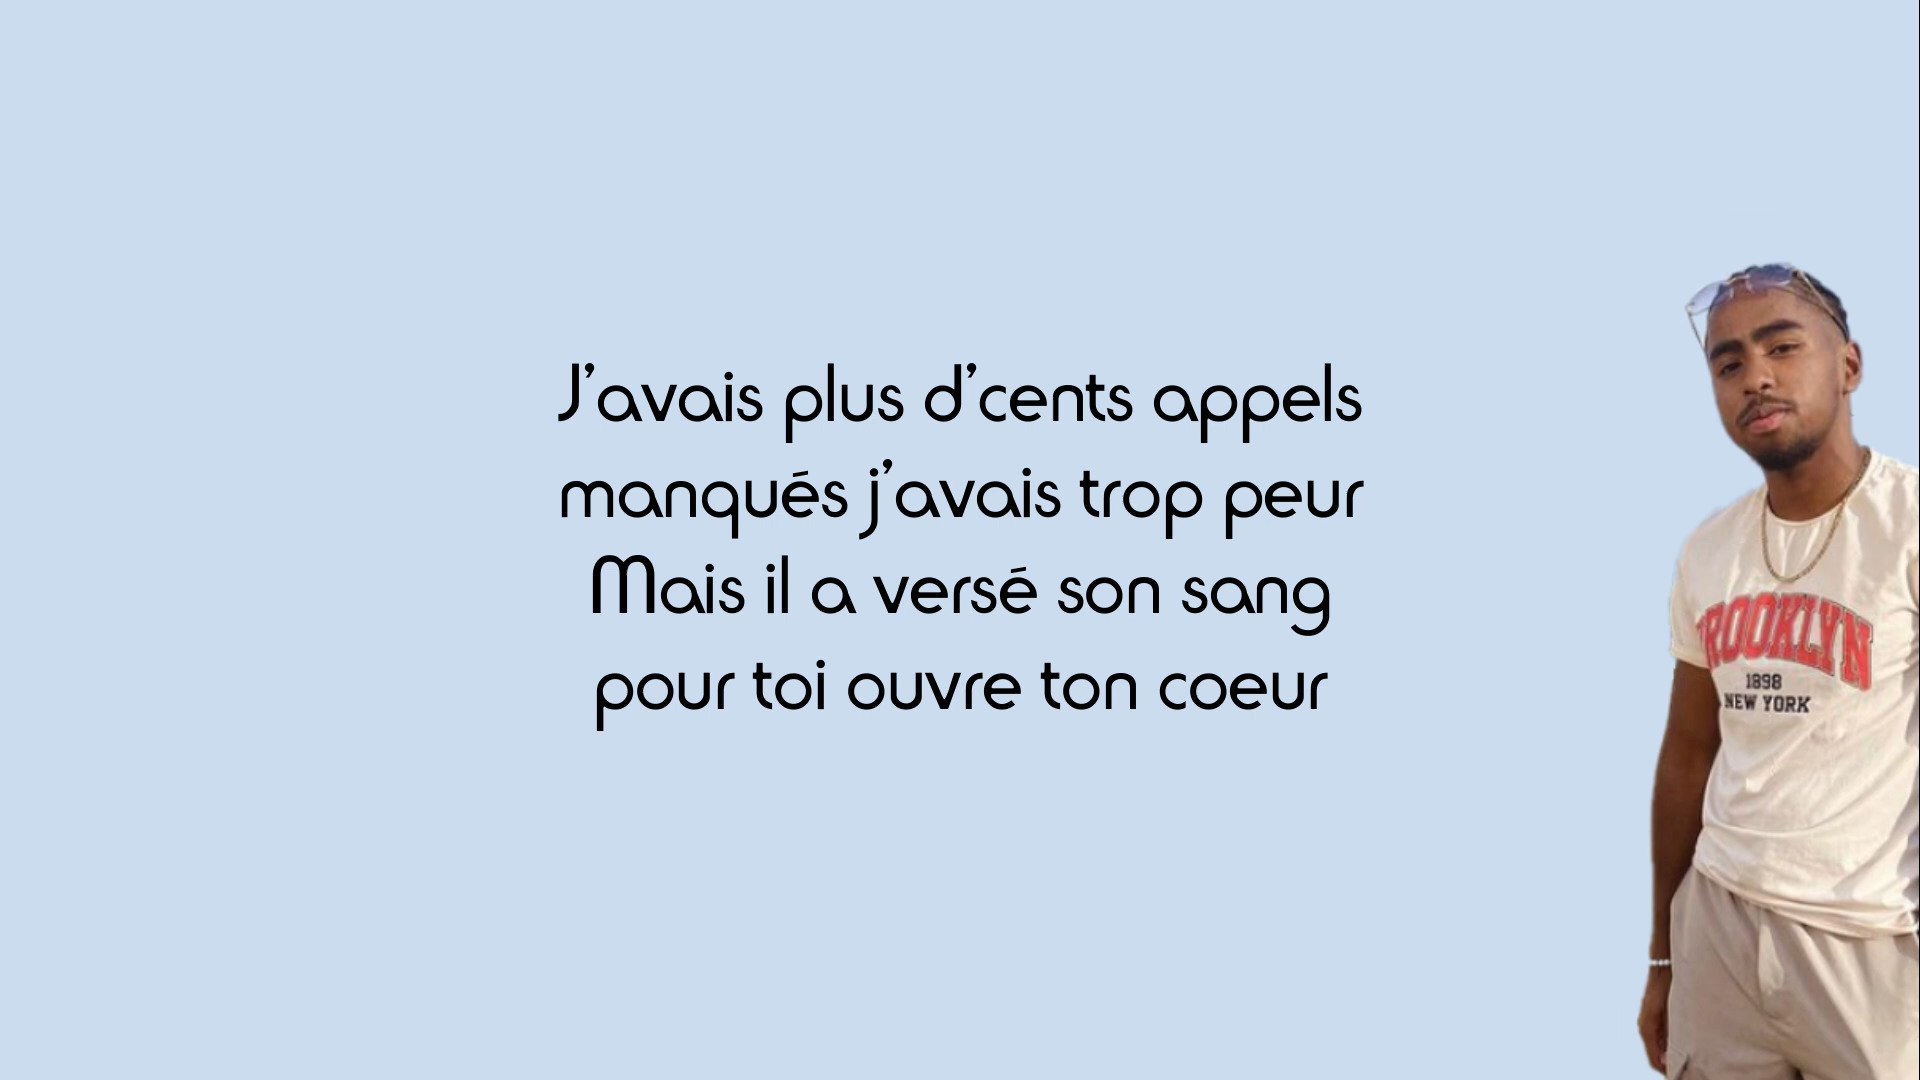 J'avais plus d'cents appels
manqués j'avais trop peur
Mais il a versé son sang
pour toi ouvre ton coeur
ROOKLYN
1898
NEW YORK